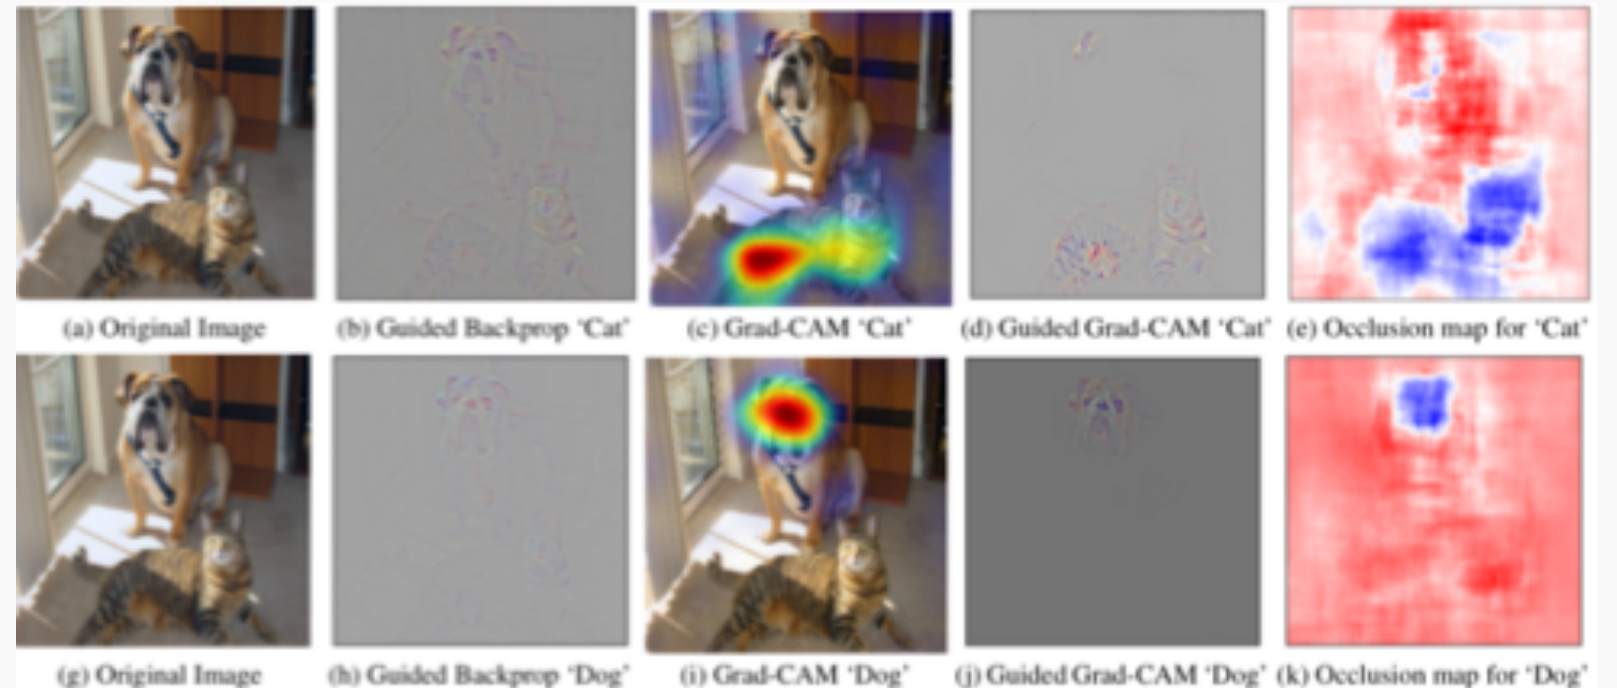 (a) Original Image
(b) Guided Backprop ‘Cat’
(c) Grad-CAM ‘Cat’
(d) Guided Grad-CAM ‘Cat’
(e) Occlusion map for ‘Cat’
(g) Original Image
(h) Guided Backprop ‘Dog’
(i) Grad-CAM ‘Dog’
(j) Guided Grad-CAM ‘Dog’
(k) Occlusion map for ‘Dog’